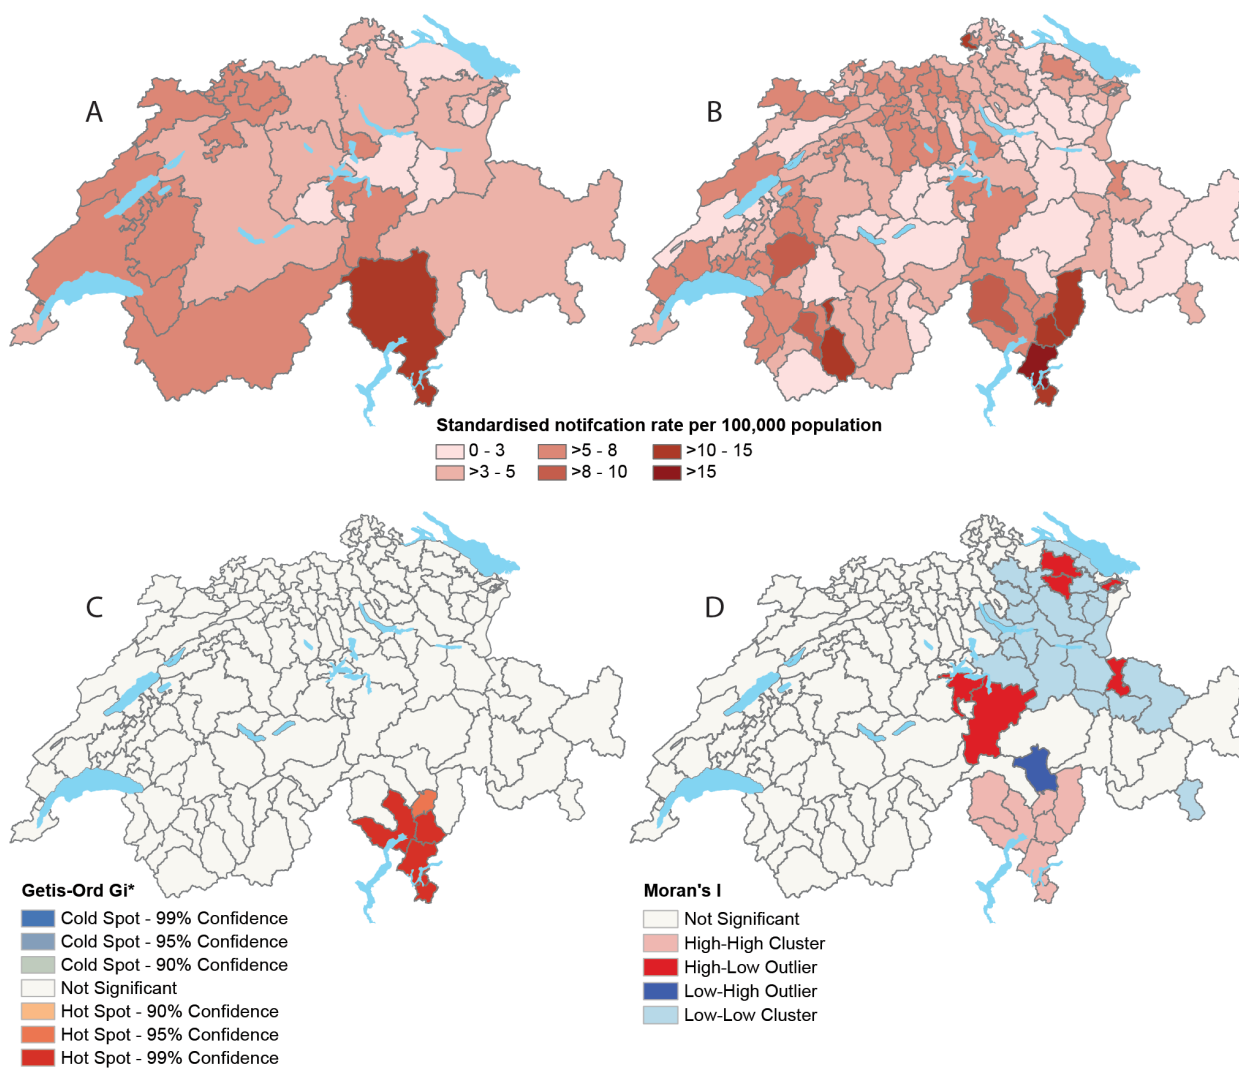 A
B
Standardised notifcation rate per 100,000 population
0 - 3
>5 - 8
>10 - 15
>3 - 5
>8 - 10
>15
C
D
Getis-Ord Gi*
Cold Spot - 99% Confidence
Cold Spot - 95% Confidence
Cold Spot - 90% Confidence
Not Significant
Hot Spot - 90% Confidence
Hot Spot - 95% Confidence
Hot Spot - 99% Confidence
Moran's I
Not Significant
High-High Cluster
High-Low Outlier
Low-High Outlier
Low-Low Cluster